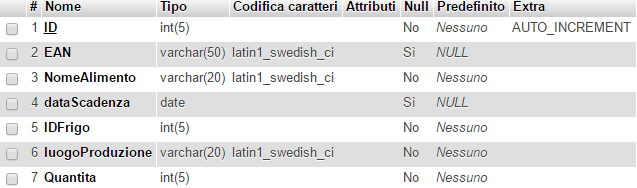 # Nome Tipo Codifica caratteri Attributi Null Predefinito Extra
1 ID int(5) No Nessuno AUTO_INCREMENT
2 EAN varchar(50) latin1_swedish_ci Sì NULL
3 NomeAlimento varchar(20) latin1_swedish_ci No Nessuno
4 dataScadenza date Sì NULL
5 IDFrigo int(5) No Nessuno
6 luogoProduzione varchar(20) latin1_swedish_ci No Nessuno
7 Quantita int(5) No Nessuno